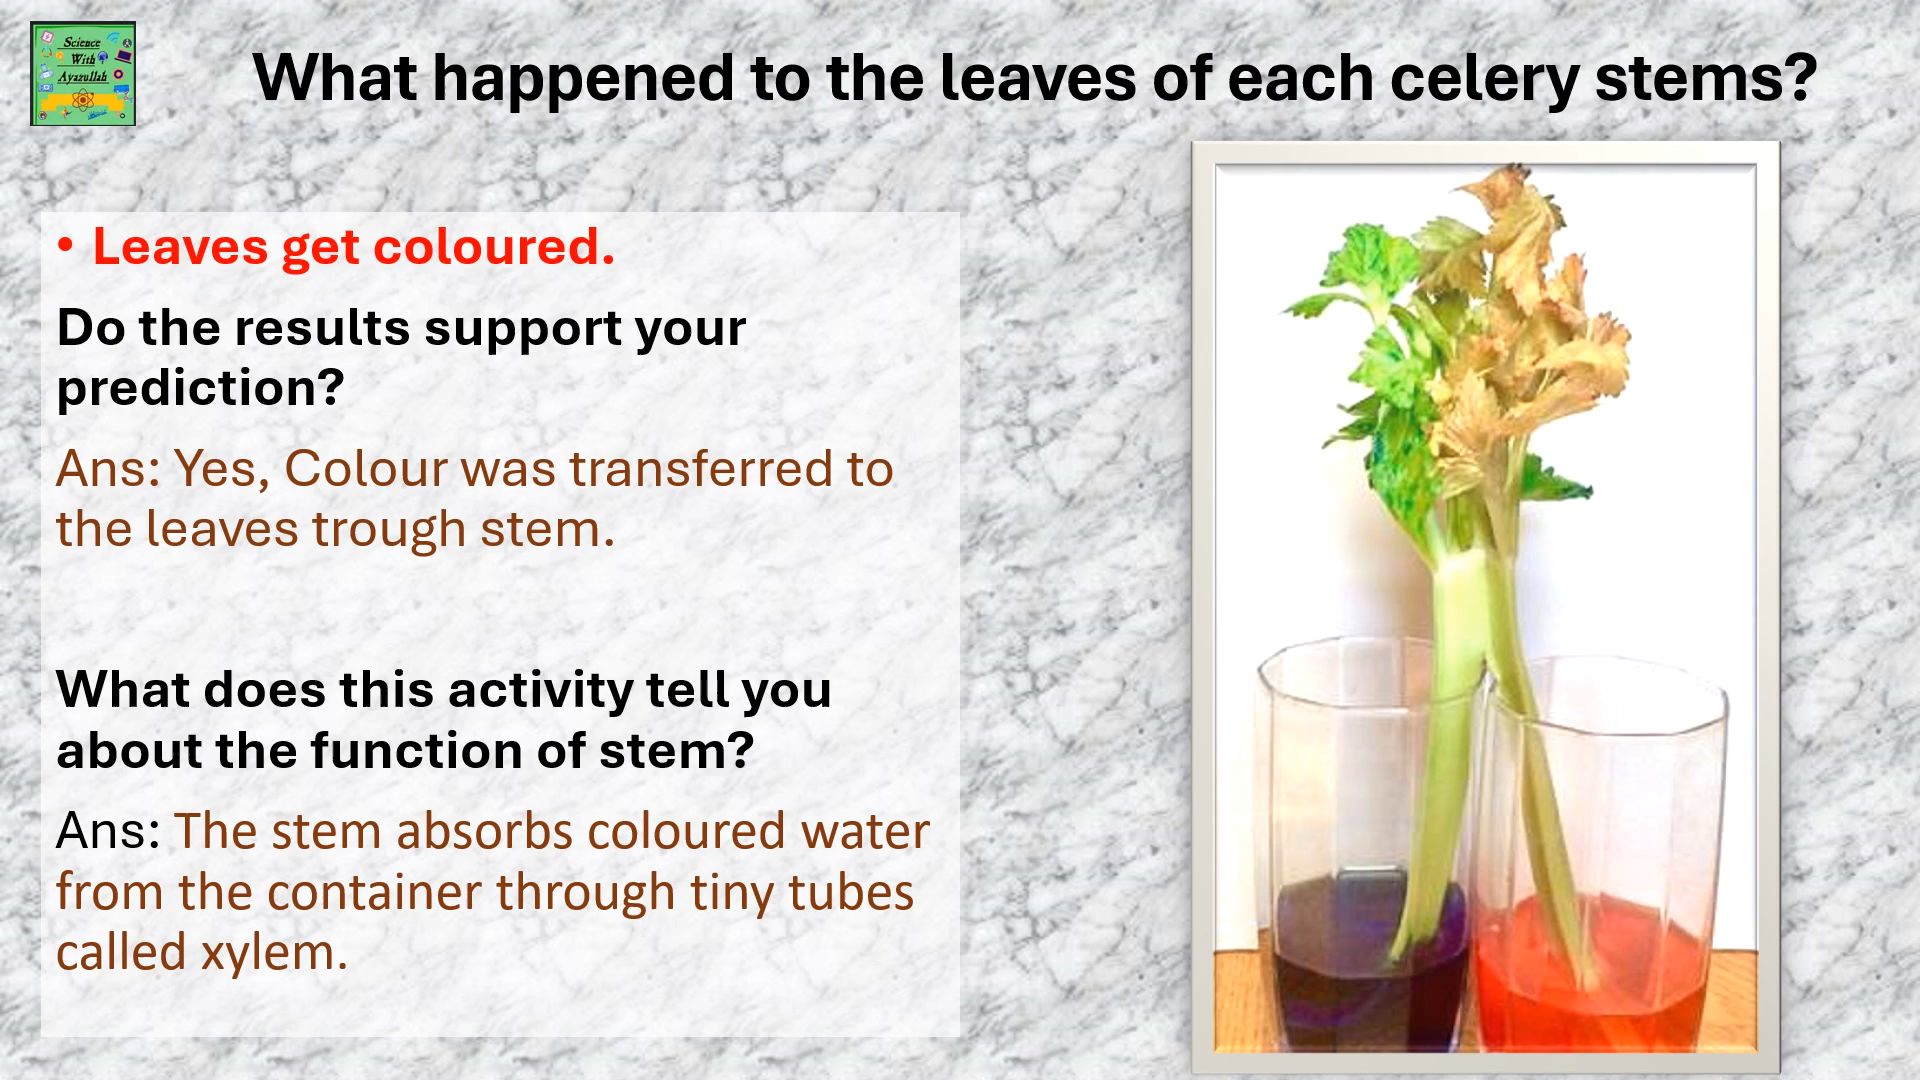 Science
With
Ayazullah
What happened to the leaves of each celery stems?
• Leaves get coloured.
Do the results support your
prediction?
Ans: Yes, Colour was transferred to
the leaves trough stem.
What does this activity tell you
about the function of stem?
Ans: The stem absorbs coloured water
from the container through tiny tubes
called xylem.